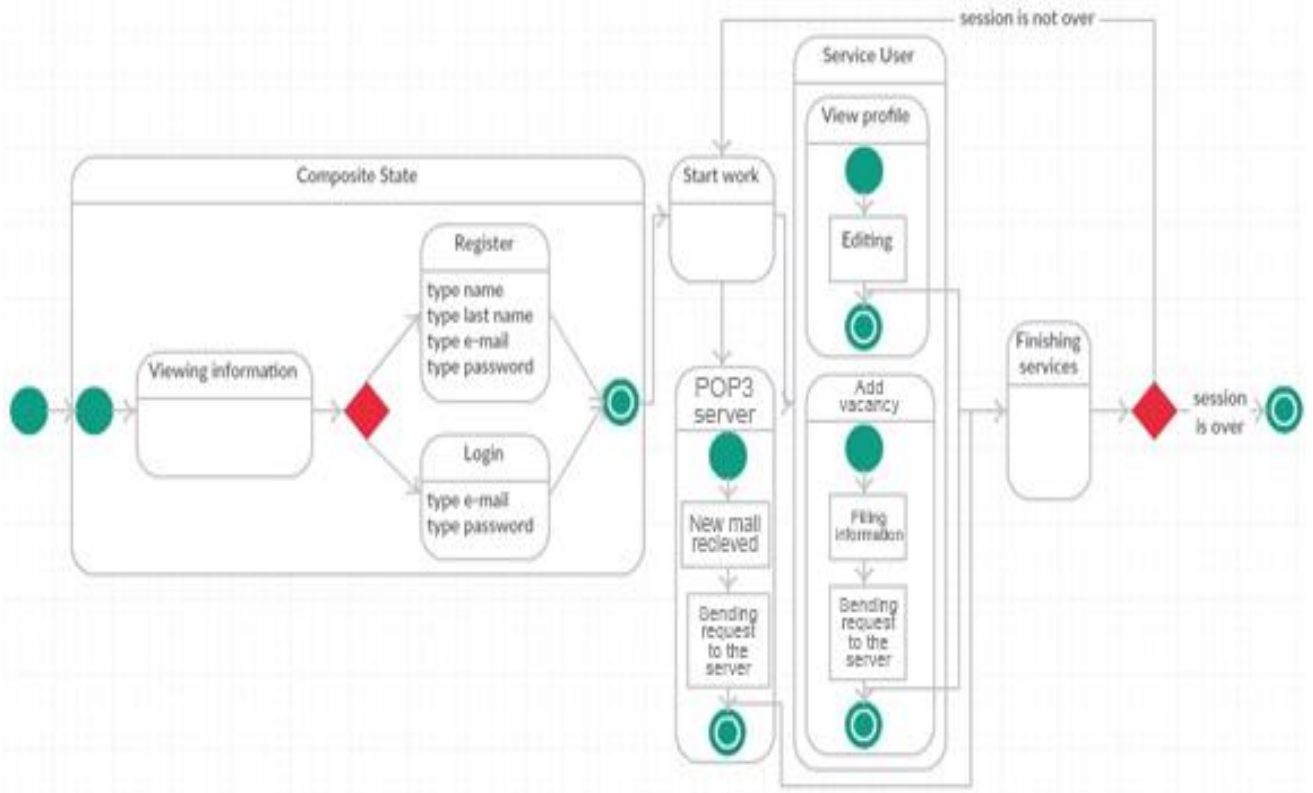 session is not over
Service User
View profile
Editing
Composite State
Start work
Register
type name
type last name
type e-mail
type password
Viewing information
Login
type e-mail
type password
POP3
server
New mail
recieved
Sending
request
to the
server
Add
vacancy
Filling
information
Sending
request
to the
server
Finishing
services
session
is over